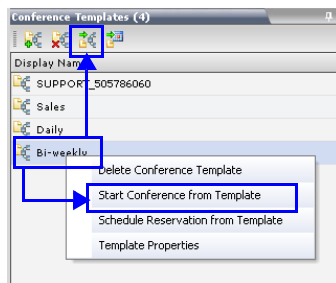 Conference Templates (4)
Display Name
SUPPORT_505786060
Sales
Daily
Bi-weekly
Delete Conference Template
Start Conference from Template
Schedule Reservation from Template
Template Properties